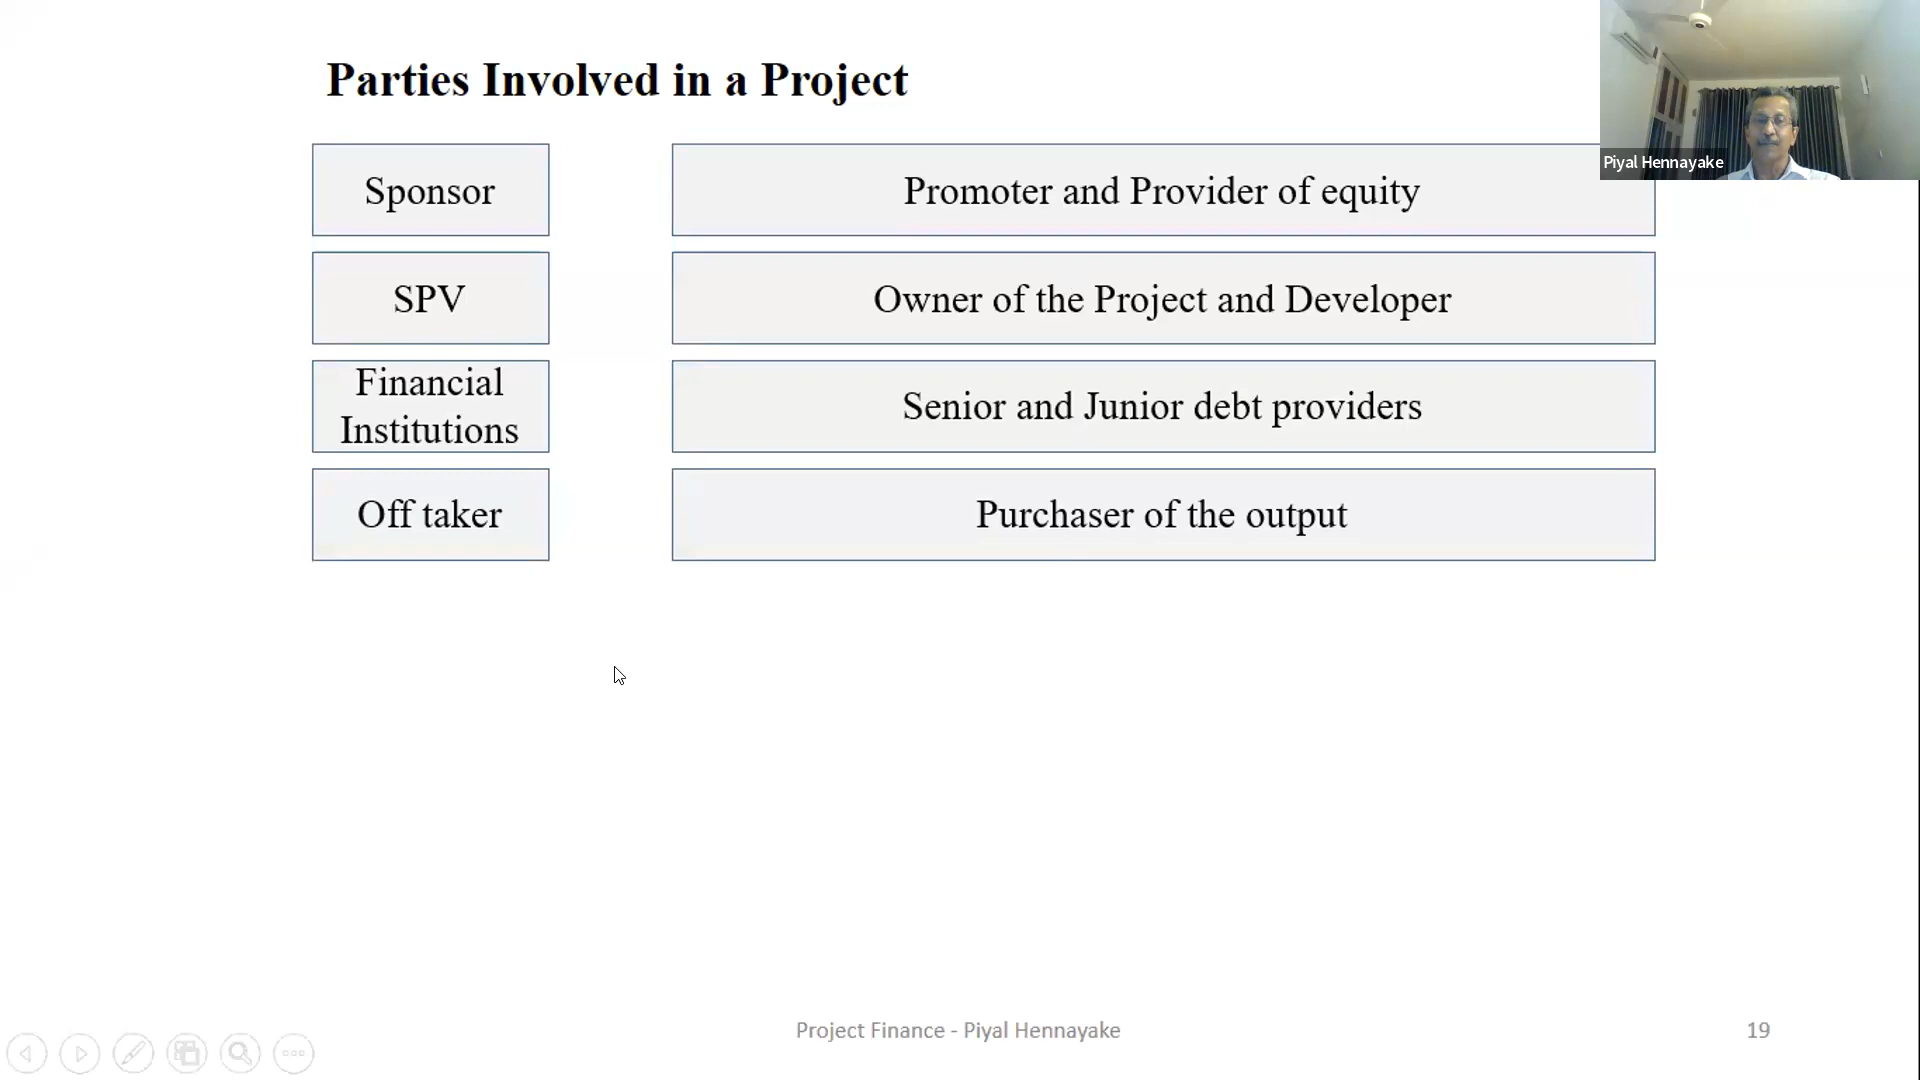 Parties Involved in a Project
Piyal Hennayake
Sponsor
Promoter and Provider of equity
SPV
Owner of the Project and Developer
Financial
Institutions
Senior and Junior debt providers
Off taker
Purchaser of the output
Project Finance - Piyal Hennayake
19